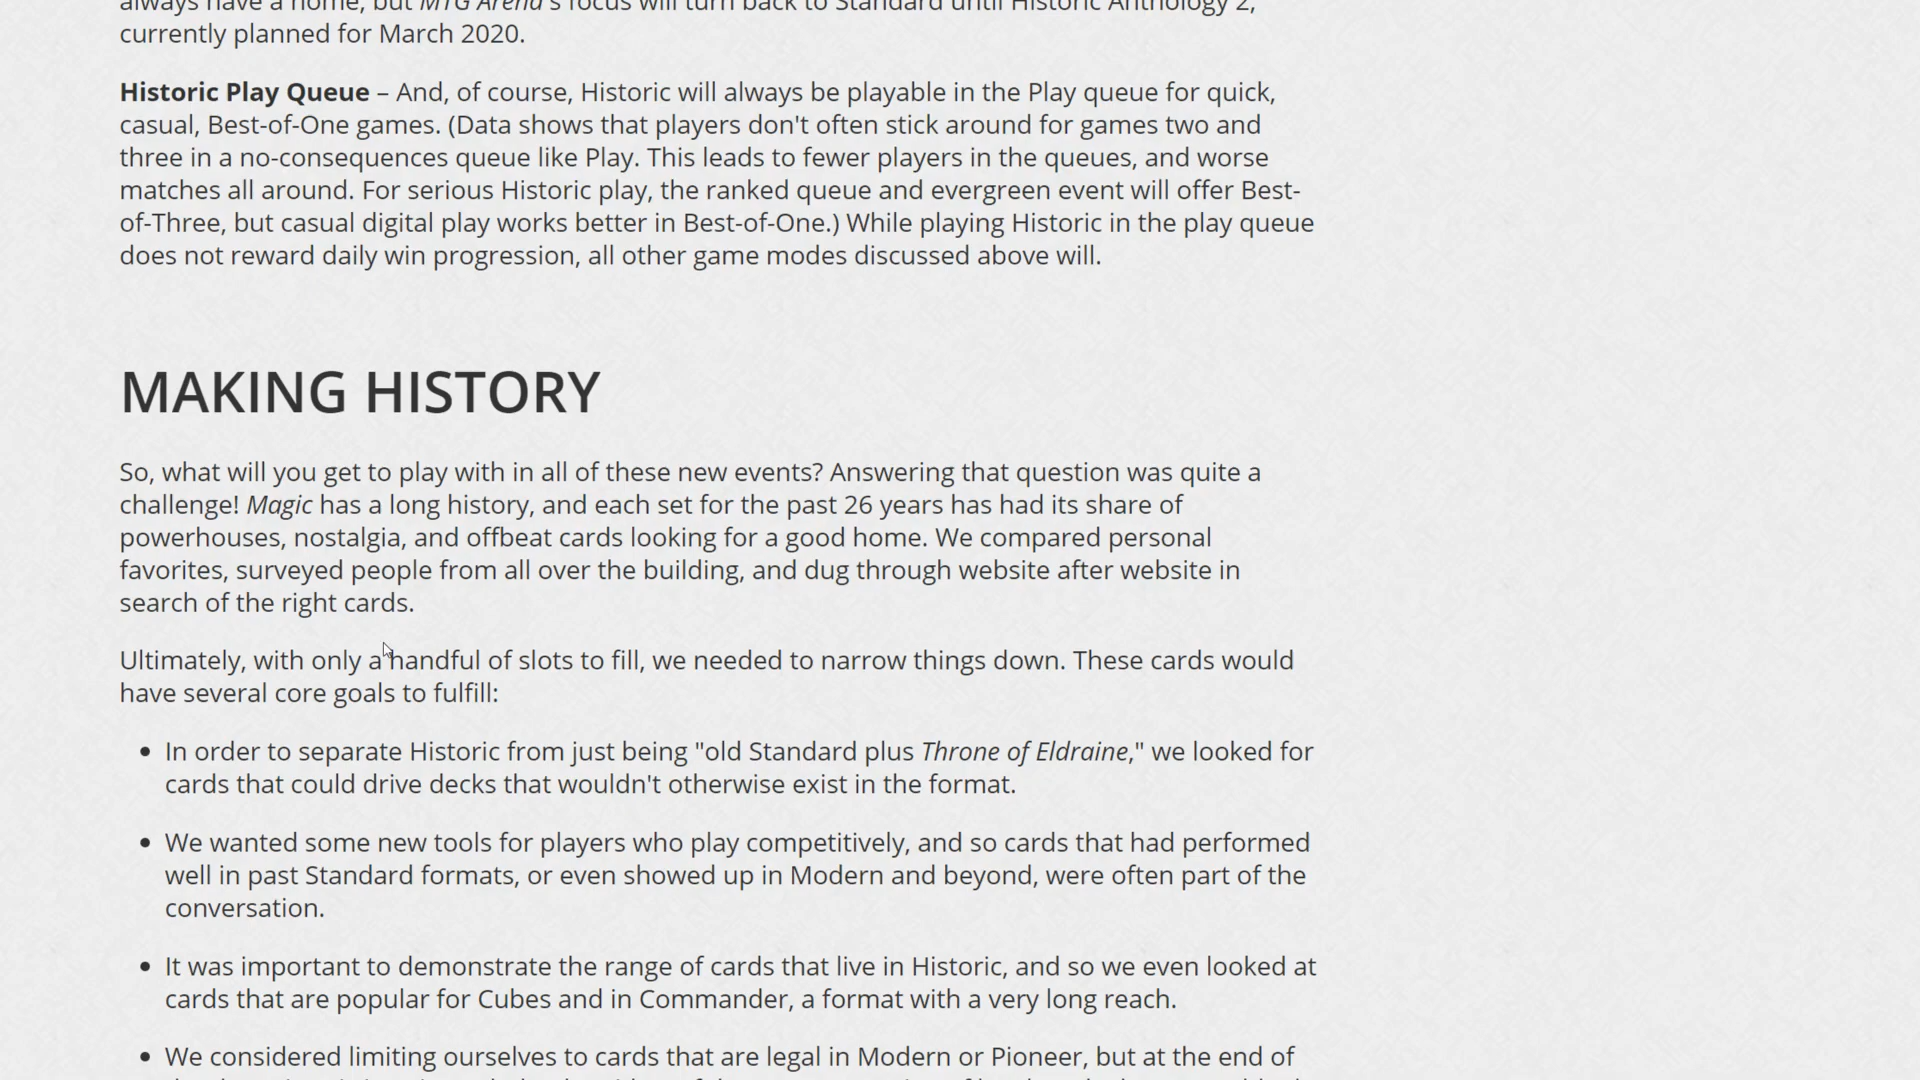 always have a home, but MTG Arena's focus will turn back to Standard until Historic Anthology 2,
currently planned for March 2020.
Historic Play Queue – And, of course, Historic will always be playable in the Play queue for quick,
casual, Best-of-One games. (Data shows that players don't often stick around for games two and
three in a no-consequences queue like Play. This leads to fewer players in the queues, and worse
matches all around. For serious Historic play, the ranked queue and evergreen event will offer Best-
of-Three, but casual digital play works better in Best-of-One.) While playing Historic in the play queue
does not reward daily win progression, all other game modes discussed above will.
MAKING HISTORY
So, what will you get to play with in all of these new events? Answering that question was quite a
challenge! Magic has a long history, and each set for the past 26 years has had its share of
powerhouses, nostalgia, and offbeat cards looking for a good home. We compared personal
favorites, surveyed people from all over the building, and dug through website after website in
search of the right cards.
Ultimately, with only a handful of slots to fill, we needed to narrow things down. These cards would
have several core goals to fulfill:
• In order to separate Historic from just being "old Standard plus Throne of Eldraine," we looked for
cards that could drive decks that wouldn't otherwise exist in the format.
• We wanted some new tools for players who play competitively, and so cards that had performed
well in past Standard formats, or even showed up in Modern and beyond, were often part of the
conversation.
• It was important to demonstrate the range of cards that live in Historic, and so we even looked at
cards that are popular for Cubes and in Commander, a format with a very long reach.
• We considered limiting ourselves to cards that are legal in Modern or Pioneer, but at the end of